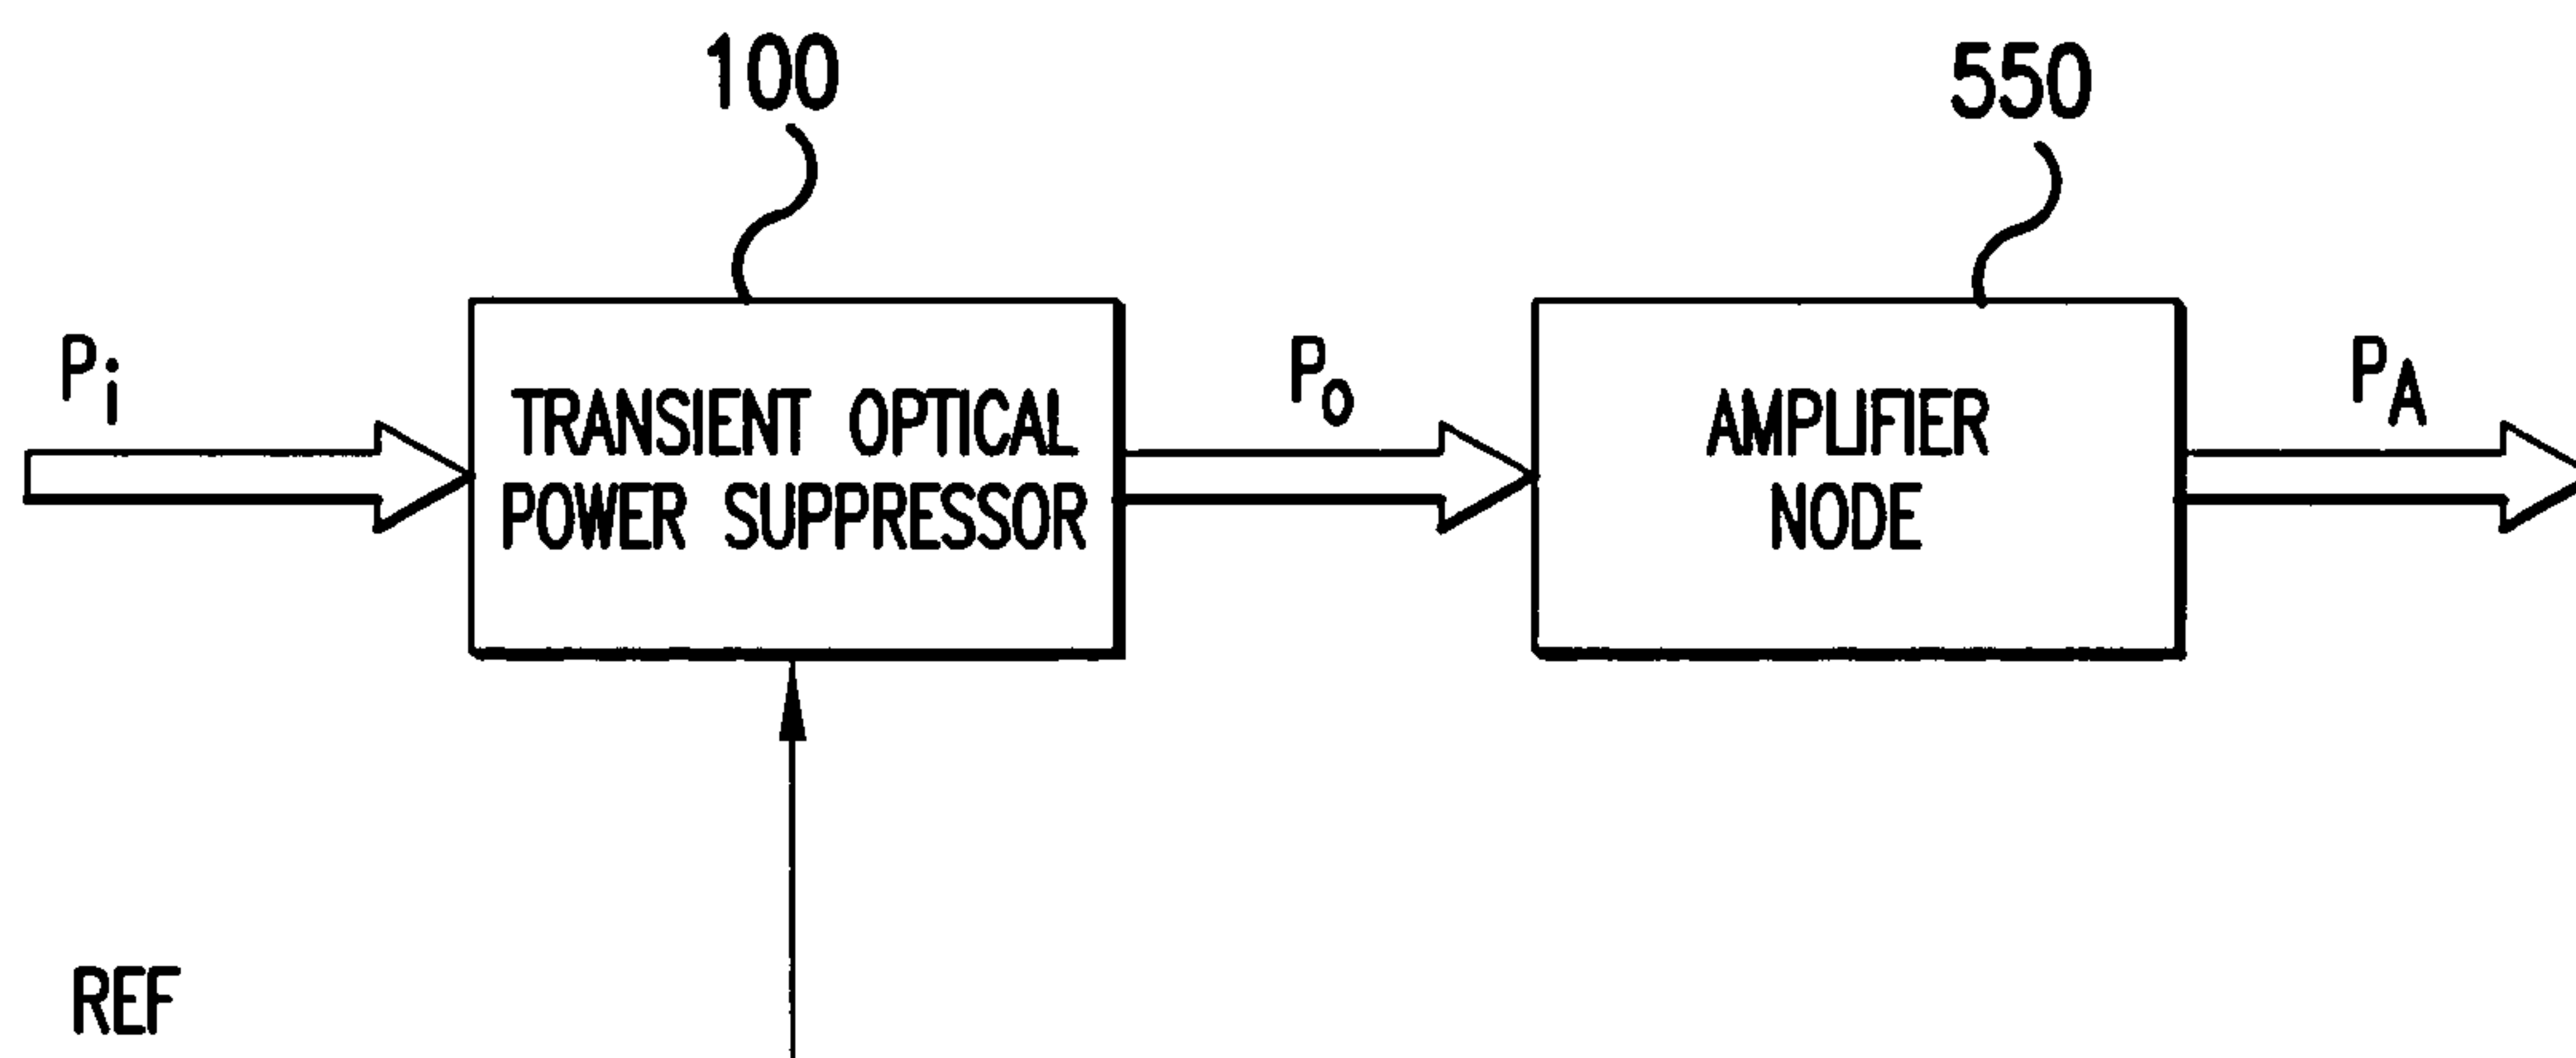 100
550
Pi
TRANSIENT OPTICAL
POWER SUPPRESSOR
Po
AMPLIFIER
NODE
PA
REF